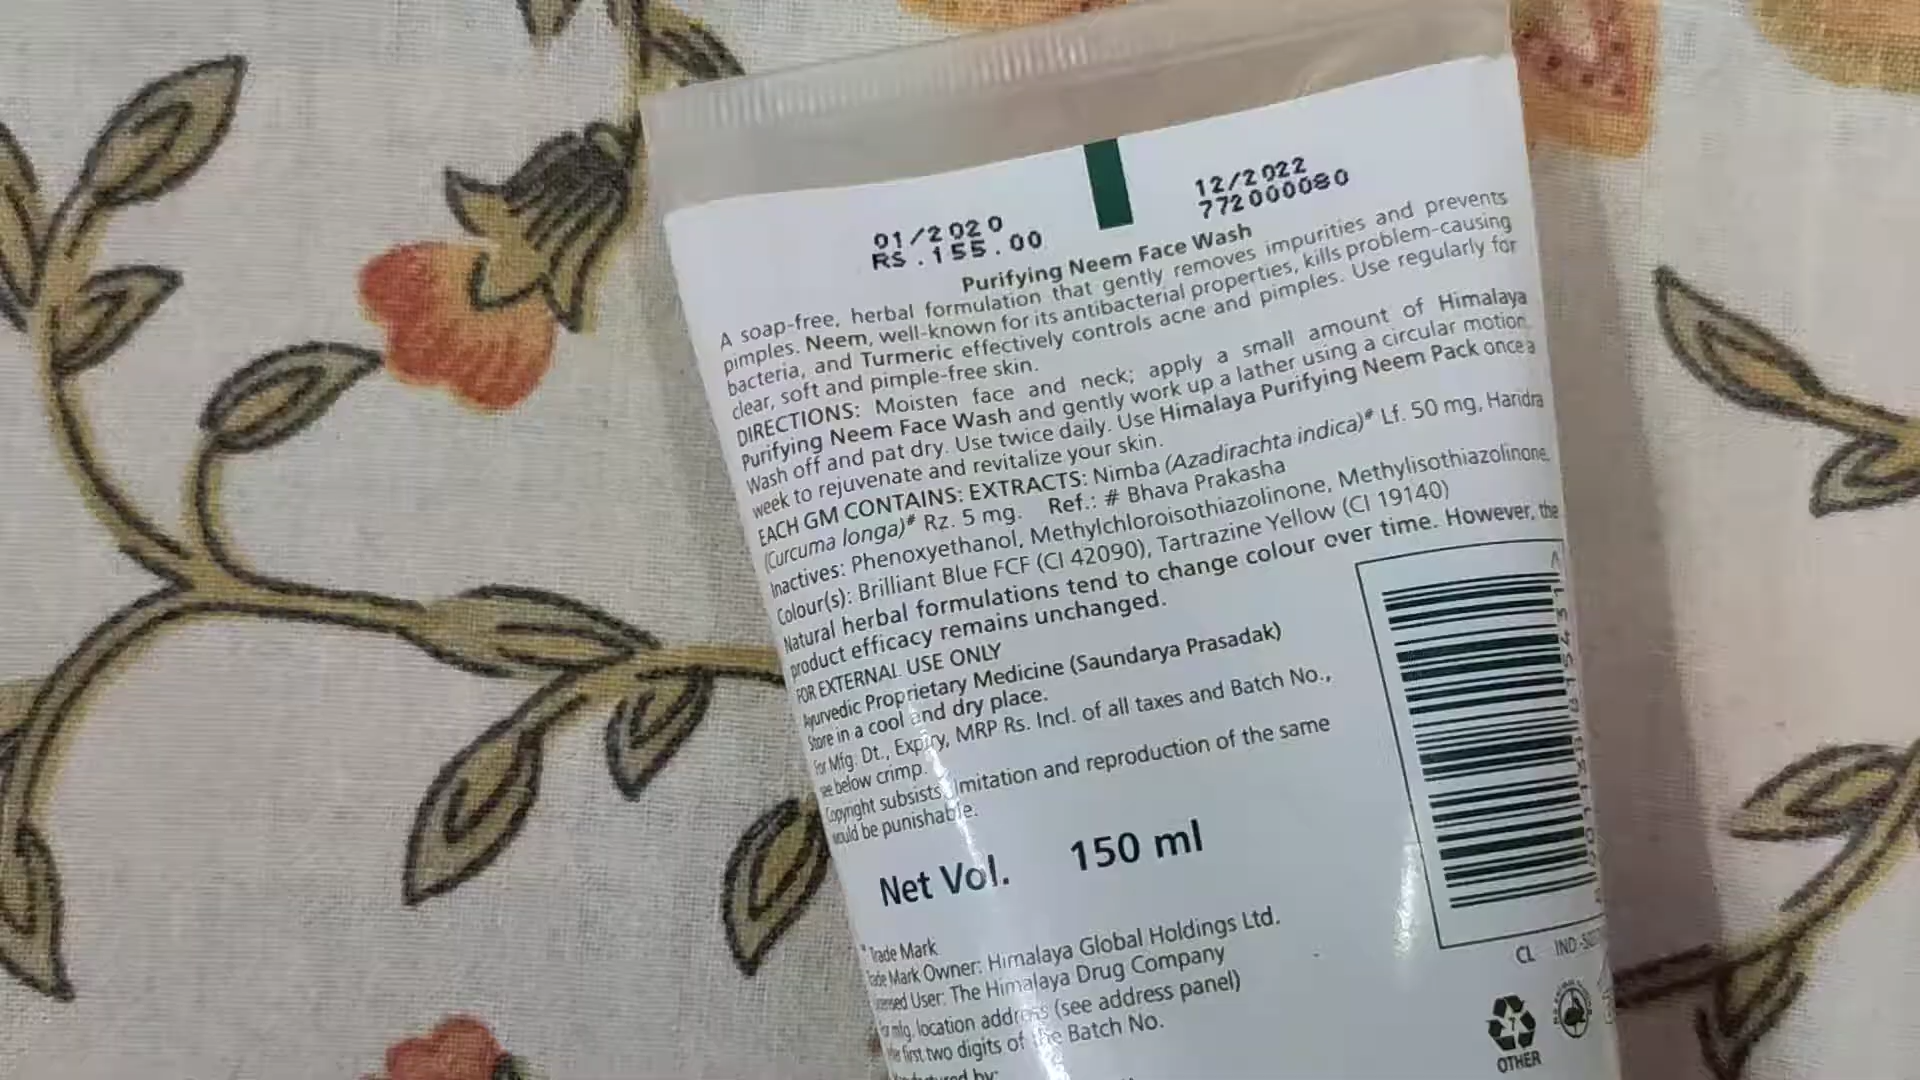 01/2020
RS.155.00
12/2022
772000080
Purifying Neem Face Wash
A soap-free, herbal formulation that gently removes impurities and prevents
pimples. Neem, well-known for its antibacterial properties, kills problem-causing
bacteria, and Turmeric effectively controls acne and pimples. Use regularly for
clear, soft and pimple-free skin.
DIRECTIONS: Moisten face and neck; apply a small amount of Himalaya
Purifying Neem Face Wash and gently work up a lather using a circular motion.
Wash off and pat dry. Use twice daily. Use Himalaya Purifying Neem Pack once a
week to rejuvenate and revitalize your skin.
EACH GM CONTAINS: EXTRACTS: Nimba (Azadirachta indica)# Lf. 50 mg, Haridra
(Curcuma longa)# Rz. 5 mg. Ref.: # Bhava Prakasha
Inactives: Phenoxyethanol, Methylchloroisothiazolinone, Methylisothiazolinone.
Colour(s): Brilliant Blue FCF (CI 42090), Tartrazine Yellow (CI 19140)
Natural herbal formulations tend to change colour over time. However, the
product efficacy remains unchanged.
FOR EXTERNAL USE ONLY
Ayurvedic Proprietary Medicine (Saundarya Prasadak)
Store in a cool and dry place.
For Mfg. Dt., Expiry, MRP Rs. Incl. of all taxes and Batch No.,
see below crimp.
Copyright subsists. Imitation and reproduction of the same
would be punishable.
Net Vol. 150 ml
* Trade Mark
Trade Mark Owner: Himalaya Global Holdings Ltd.
Licensed User: The Himalaya Drug Company
For mfg. location address (see address panel)
refer first two digits of the Batch No.
by:
CL IND
7
OTHER